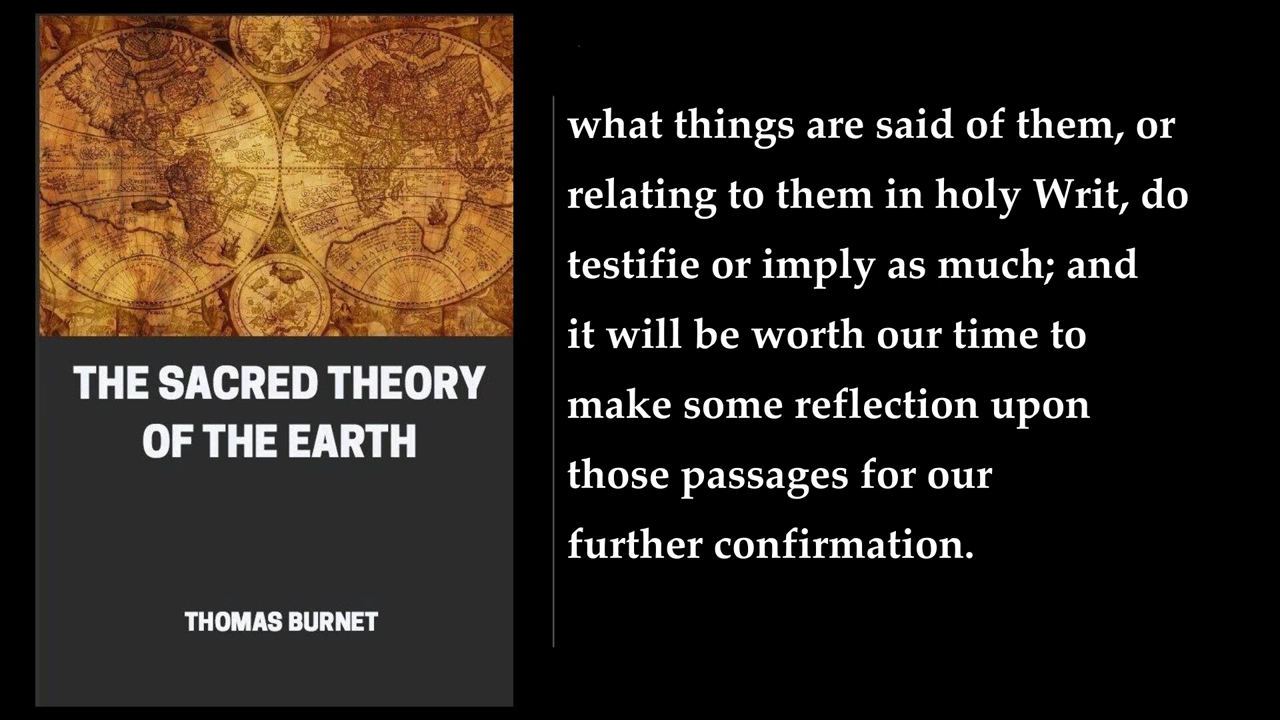 THE SACRED THEORY
OF THE EARTH
THOMAS BURNET
what things are said of them, or
relating to them in holy Writ, do
testifie or imply as much; and
it will be worth our time to
make some reflection upon
those passages for our
further confirmation.